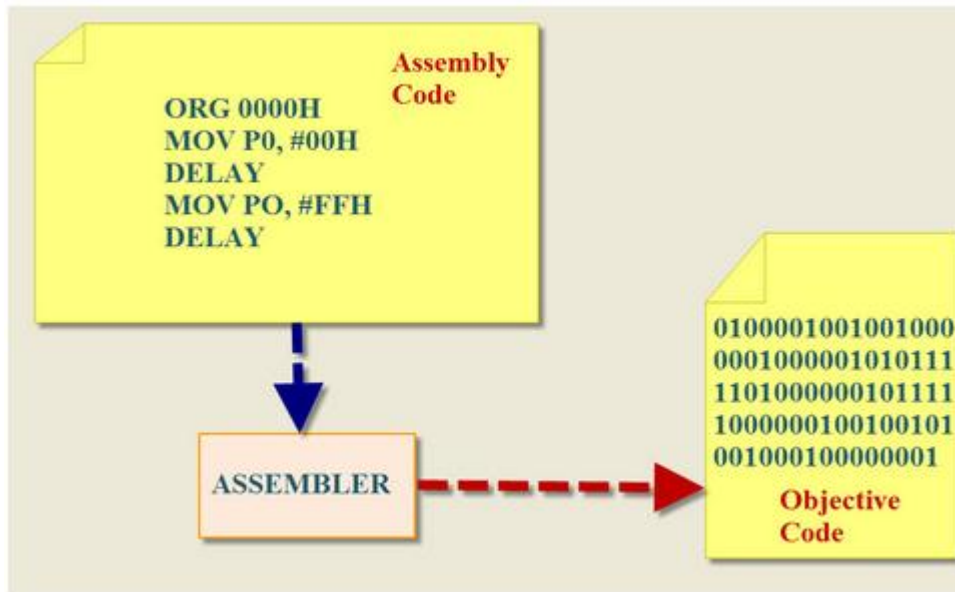 Assembly
Code
ORG 0000H
MOV P0, #00H
DELAY
MOV PO, #FFH
DELAY
0100001001001000
0001000001010111
1101000000101111
1000000100100101
001000100000001
ASSEMBLER
Objective
Code